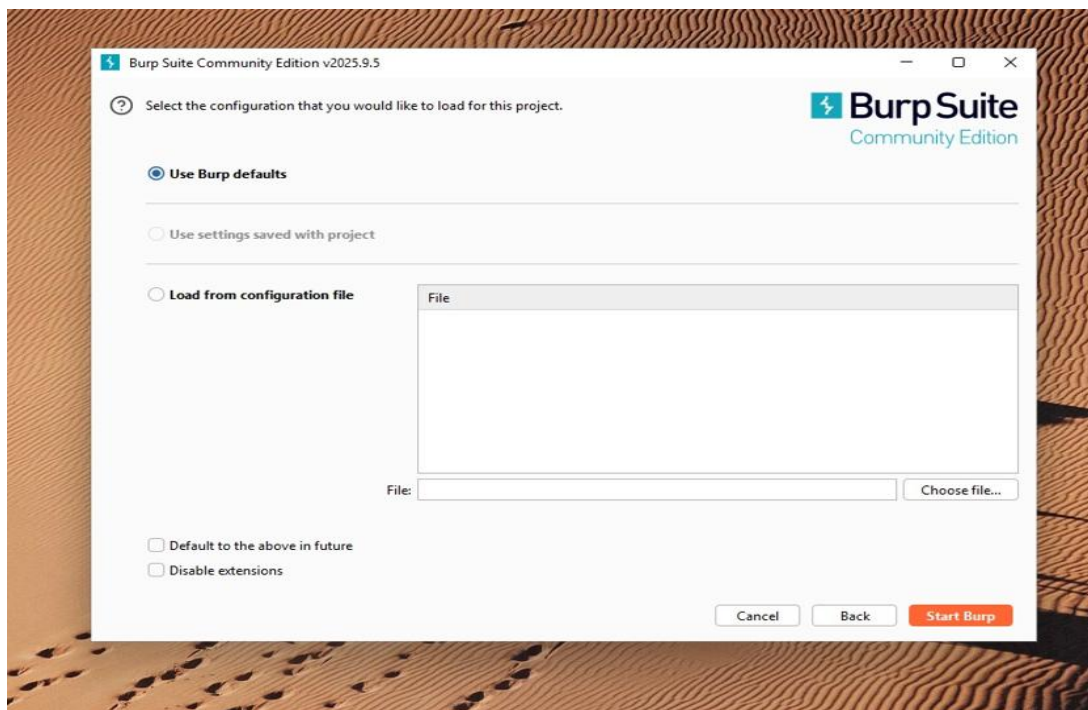 Burp Suite Community Edition v2025.9.5
Select the configuration that you would like to load for this project.
Burp Suite
Community Edition
Use Burp defaults
Use settings saved with project
Load from configuration file
File
File:
Choose file...
Default to the above in future
Disable extensions
Cancel
Back
Start Burp